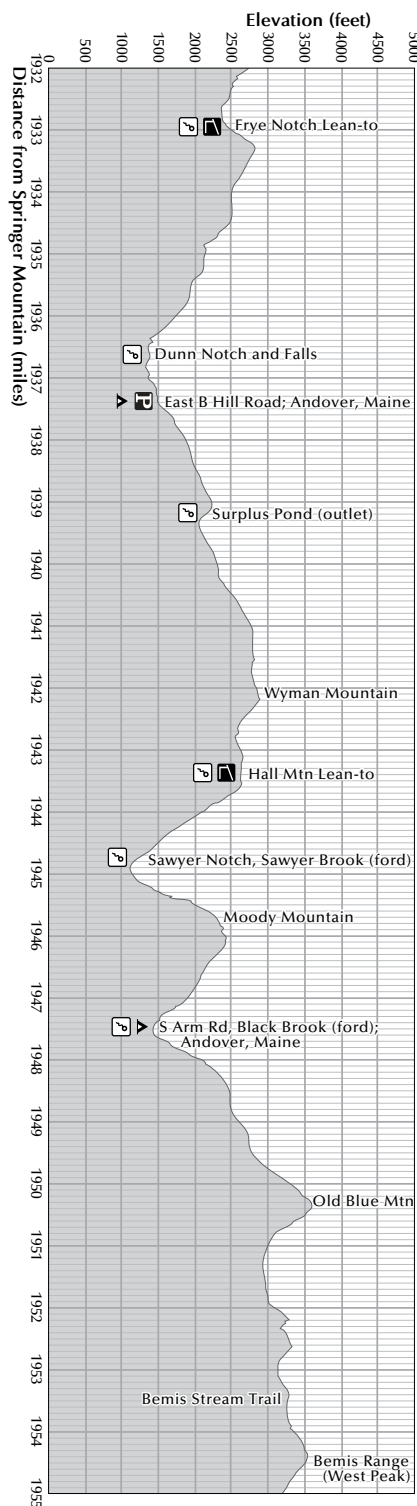 Elevation (feet)
0 500 1000 1500 2000 2500 3000 3500 4000 4500 5000
Distance from Springer Mountain (miles)
1932
1933
1934
1935
1936
1937
1938
1939
1940
1941
1942
1943
1944
1945
1946
1947
1948
1949
1950
1951
1952
1953
1954
1955
Frye Notch Lean-to
Dunn Notch and Falls
P
East B Hill Road; Andover, Maine
Surplus Pond (outlet)
Wyman Mountain
Hall Mtn Lean-to
Sawyer Notch, Sawyer Brook (ford)
Moody Mountain
S Arm Rd, Black Brook (ford);
Andover, Maine
Old Blue Mtn
Bemis Stream Trail
Bemis Range
(West Peak)